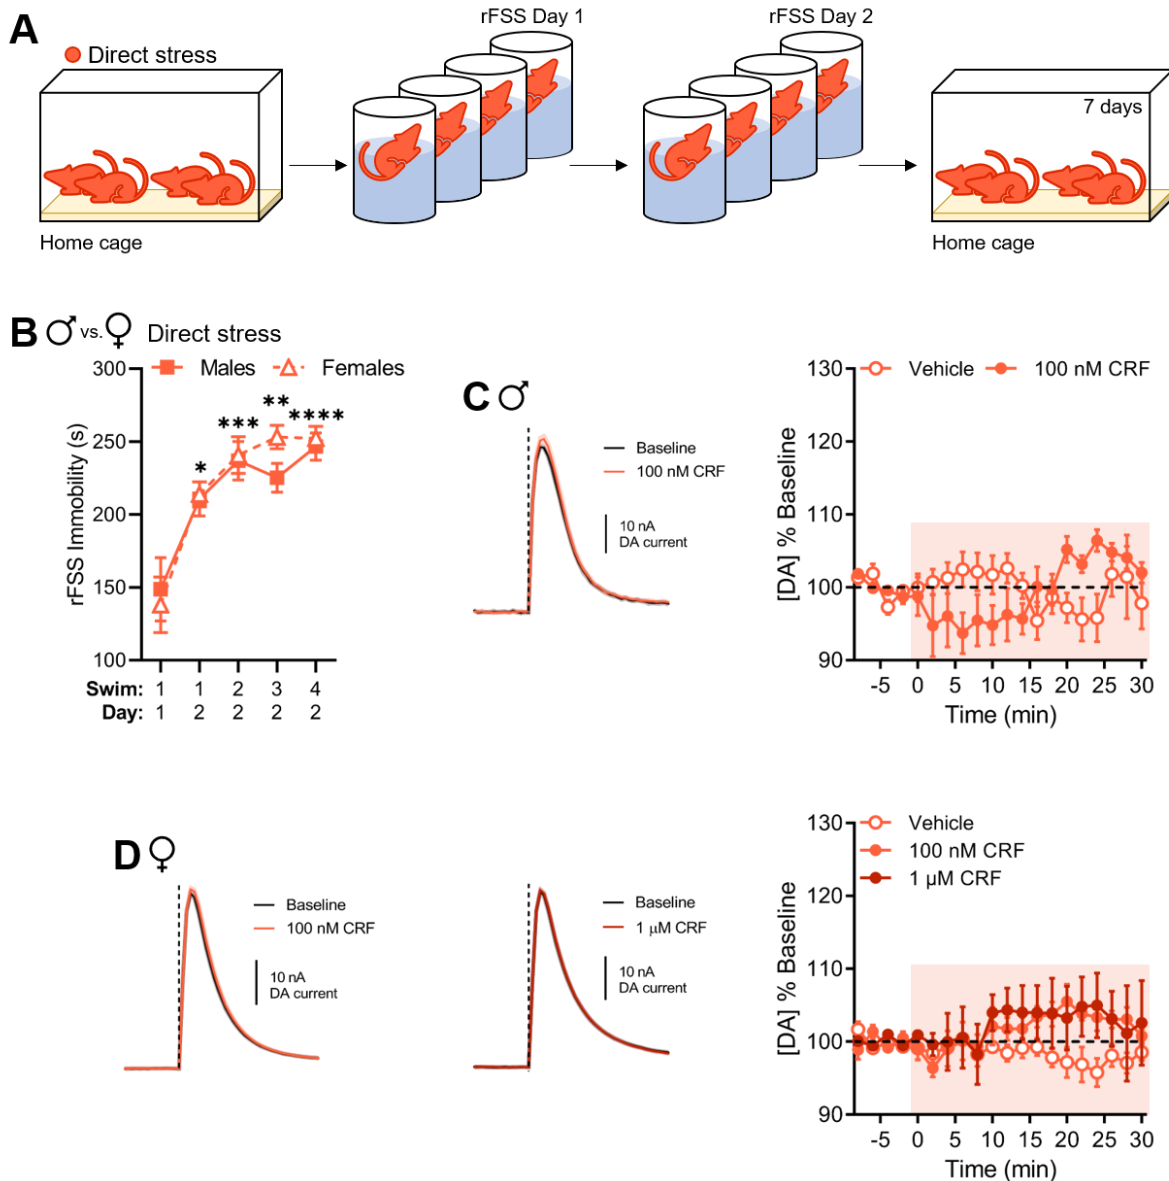 A
Direct stress
rFSS Day 1
rFSS Day 2
7 days
Home cage
Home cage
B ♂ vs. ♀ Direct stress
Males
Females
300
250
200
150
100
rFSS Immobility (s)
*
***
**
****
Swim: 1 1 2 3 4
Day: 1 2 2 2 2
C ♂
Baseline
100 nM CRF
10 nA
DA current
Vehicle
100 nM CRF
130
120
110
100
90
[DA] % Baseline
-5 0 5 10 15 20 25 30
Time (min)
D ♀
Baseline
100 nM CRF
10 nA
DA current
Baseline
1 μM CRF
10 nA
DA current
Vehicle
100 nM CRF
1 μM CRF
130
120
110
100
90
[DA] % Baseline
-5 0 5 10 15 20 25 30
Time (min)